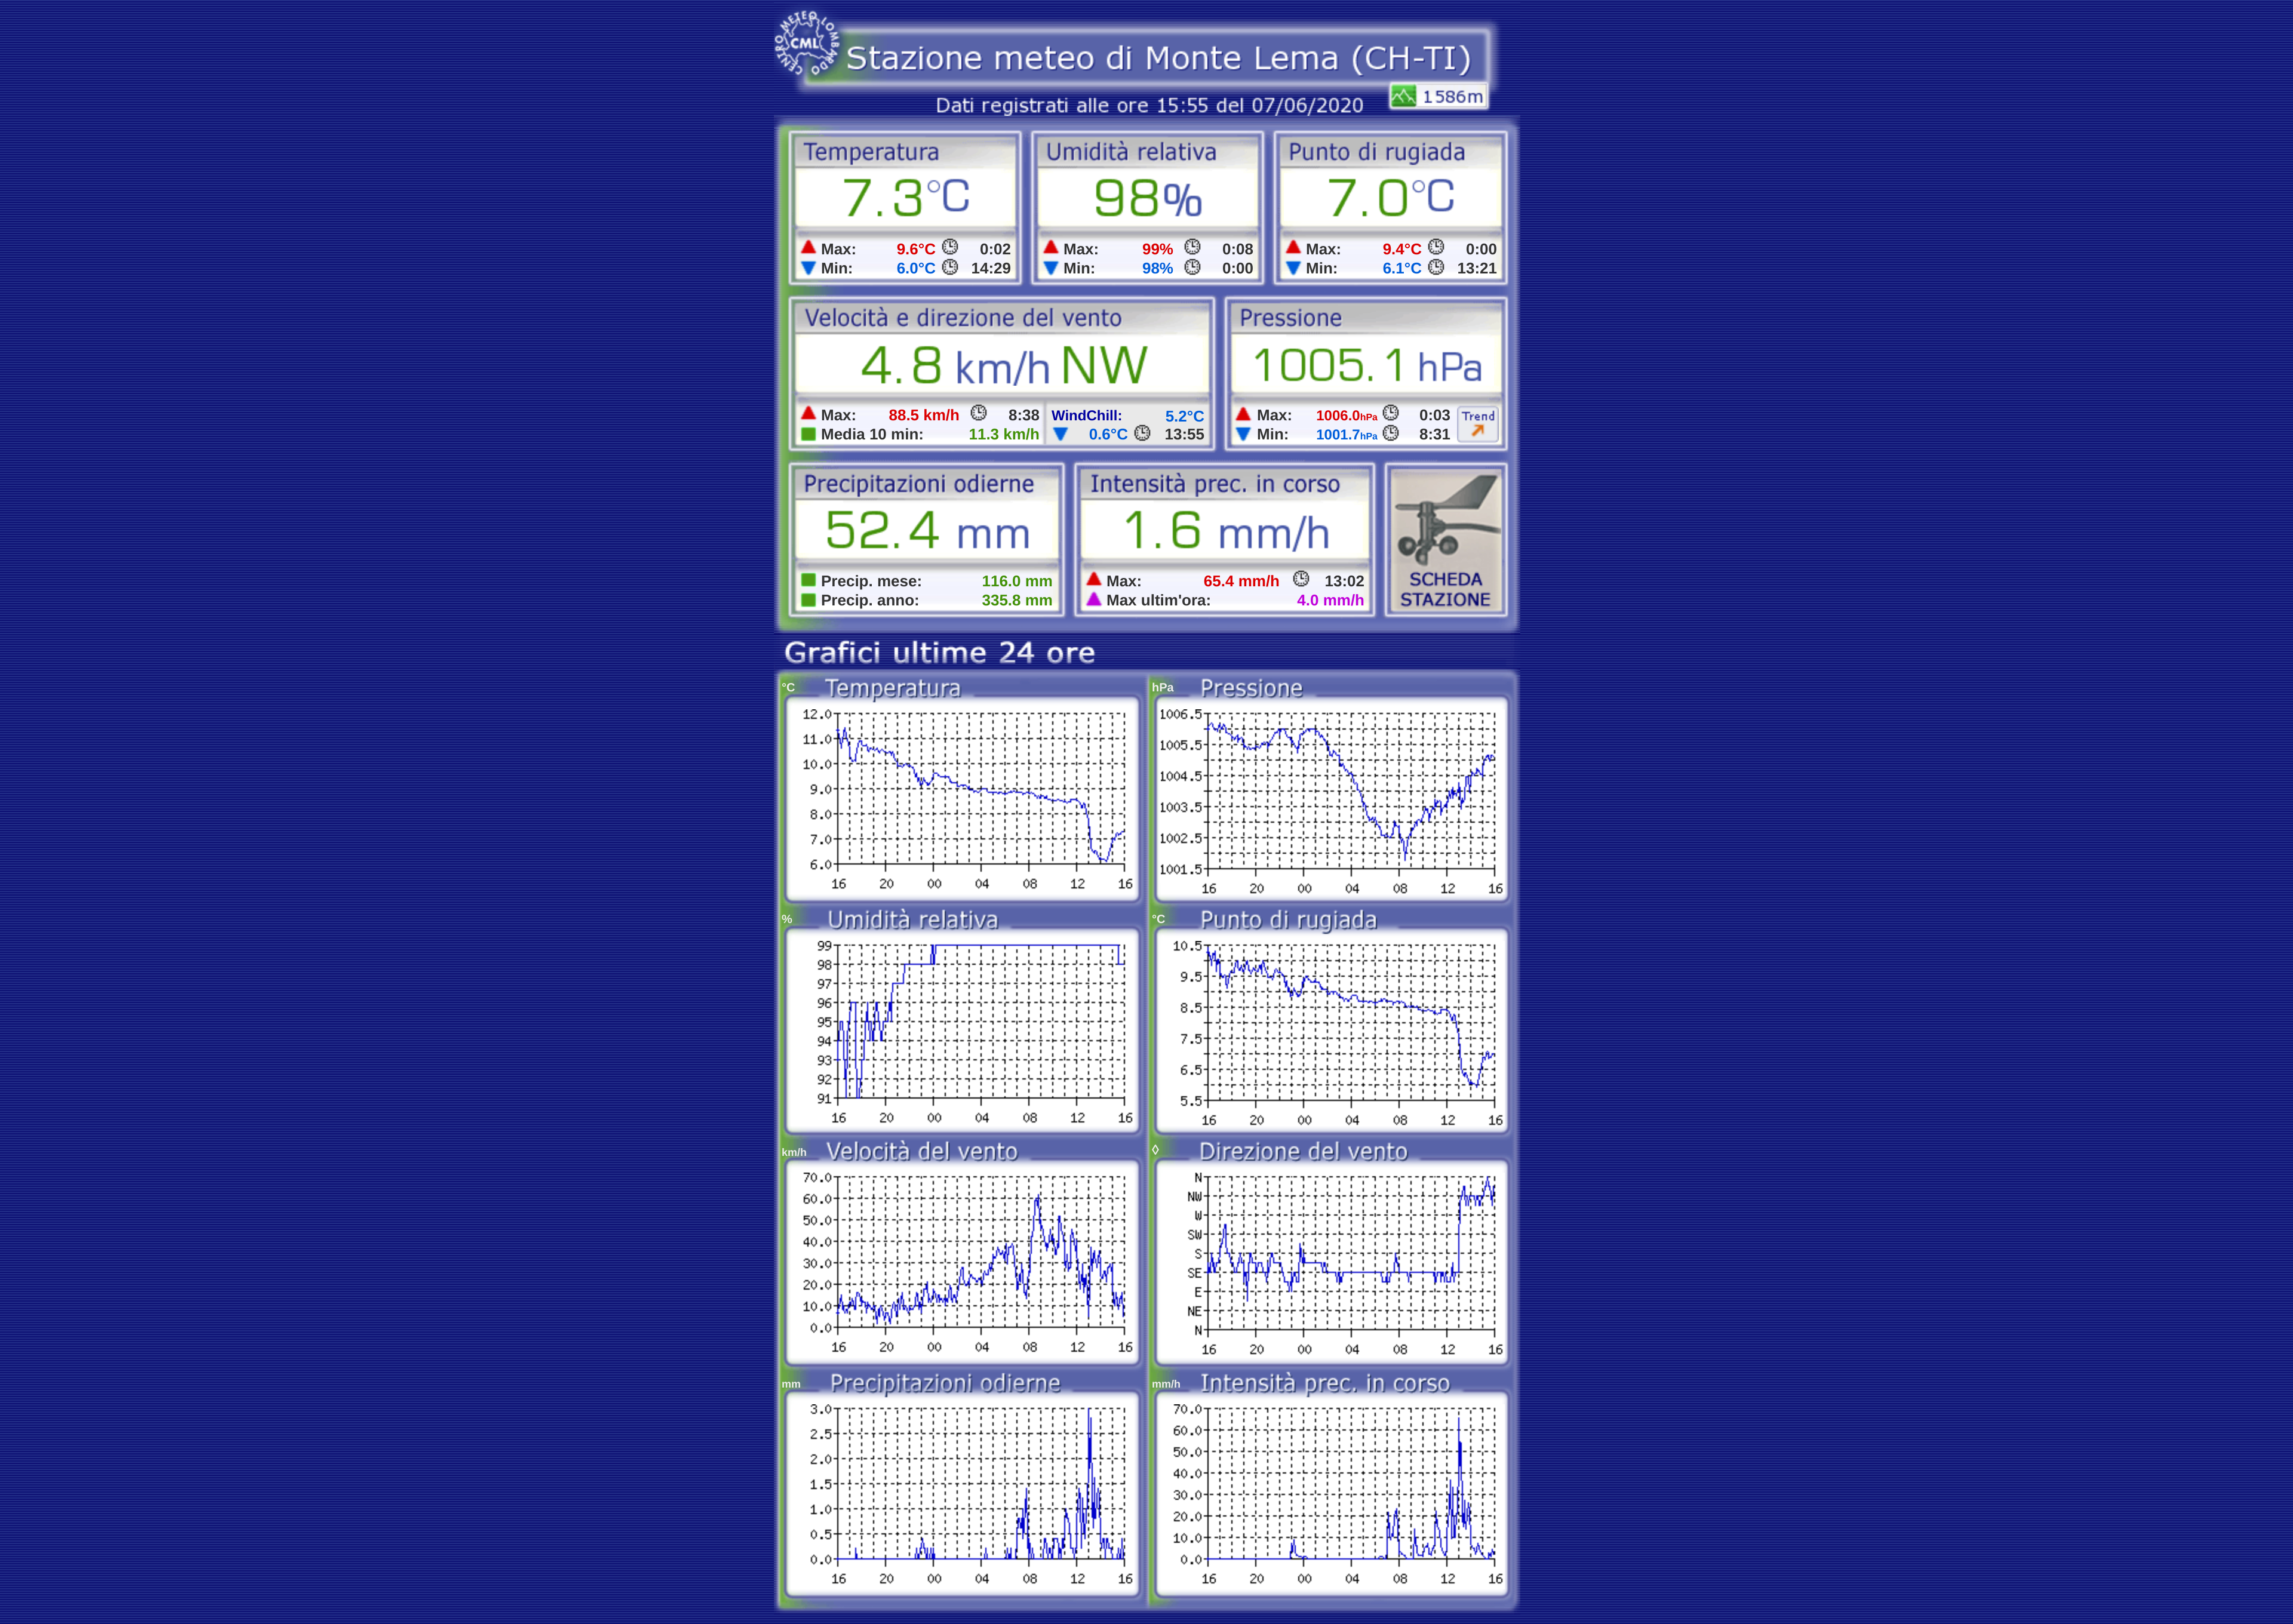 CENTRO METEO LOMBARDO
CML
Stazione meteo di Monte Lema (CH-TI)
Dati registrati alle ore 15:55 del 07/06/2020
1586m
Temperatura
7.3°C
Max: 9.6°C 0:02
Min: 6.0°C 14:29
Umidità relativa
98%
Max: 99% 0:08
Min: 98% 0:00
Punto di rugiada
7.0°C
Max: 9.4°C 0:00
Min: 6.1°C 13:21
Velocità e direzione del vento
4.8 km/h NW
Max: 88.5 km/h 8:38
Media 10 min: 11.3 km/h
WindChill: 5.2°C
0.6°C 13:55
Pressione
1005.1 hPa
Max: 1006.0hPa 0:03
Min: 1001.7hPa 8:31
Trend
Precipitazioni odierne
52.4 mm
Precip. mese: 116.0 mm
Precip. anno: 335.8 mm
Intensità prec. in corso
1.6 mm/h
Max: 65.4 mm/h 13:02
Max ultim'ora: 4.0 mm/h
SCHEDA
STAZIONE
Grafici ultime 24 ore
°C Temperatura
12.0
11.0
10.0
9.0
8.0
7.0
6.0
16 20 00 04 08 12 16
hPa Pressione
1006.5
1005.5
1004.5
1003.5
1002.5
1001.5
16 20 00 04 08 12 16
% Umidità relativa
99
98
97
96
95
94
93
92
91
16 20 00 04 08 12 16
°C Punto di rugiada
10.5
9.5
8.5
7.5
6.5
5.5
16 20 00 04 08 12 16
km/h Velocità del vento
70.0
60.0
50.0
40.0
30.0
20.0
10.0
0.0
16 20 00 04 08 12 16
◊ Direzione del vento
N
NW
W
SW
S
SE
E
NE
N
16 20 00 04 08 12 16
mm Precipitazioni odierne
3.0
2.5
2.0
1.5
1.0
0.5
0.0
16 20 00 04 08 12 16
mm/h Intensità prec. in corso
70.0
60.0
50.0
40.0
30.0
20.0
10.0
0.0
16 20 00 04 08 12 16